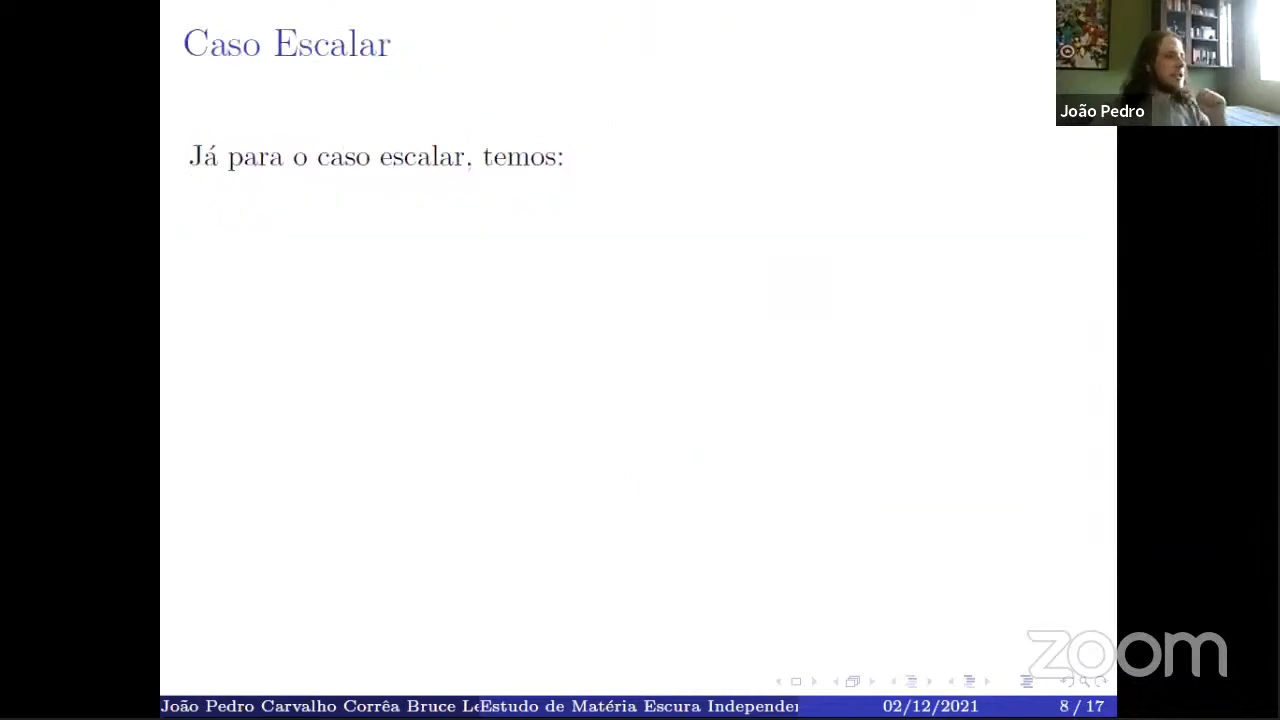 Caso Escalar
João Pedro
Já para o caso escalar, temos:
zoom
João Pedro Carvalho Corrêa Bruce Le Estudo de Matéria Escura Independen 02/12/2021 8 / 17